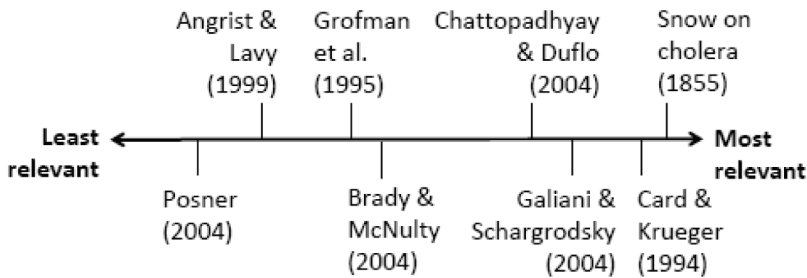 Angrist &
Lavy
(1999)
Grofman
et al.
(1995)
Chattopadhyay
& Duflo
(2004)
Snow on
cholera
(1855)
Least
relevant
Most
relevant
Posner
(2004)
Brady &
McNulty
(2004)
Galiani &
Schargrodsky
(2004)
Card &
Krueger
(1994)